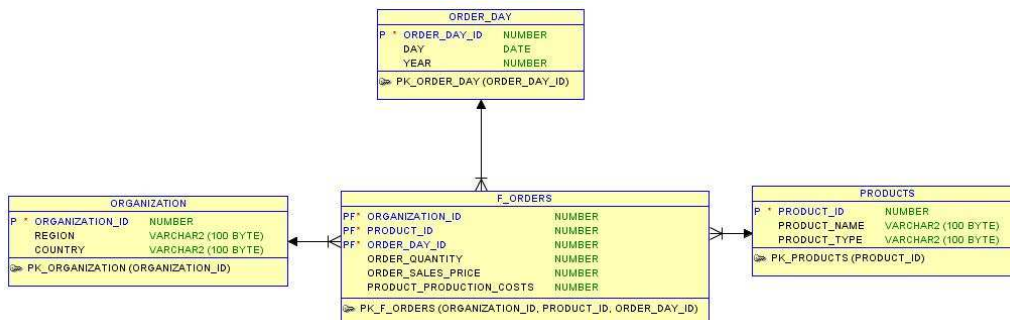 ORDER_DAY
P * ORDER_DAY_ID NUMBER
DAY DATE
YEAR NUMBER
PK_ORDER_DAY (ORDER_DAY_ID)
ORGANIZATION
P * ORGANIZATION_ID NUMBER
REGION VARCHAR2 (100 BYTE)
COUNTRY VARCHAR2 (100 BYTE)
PK_ORGANIZATION (ORGANIZATION_ID)
F_ORDERS
PF* ORGANIZATION_ID NUMBER
PF* PRODUCT_ID NUMBER
PF* ORDER_DAY_ID NUMBER
ORDER_QUANTITY NUMBER
ORDER_SALES_PRICE NUMBER
PRODUCT_PRODUCTION_COSTS NUMBER
PK_F_ORDERS (ORGANIZATION_ID, PRODUCT_ID, ORDER_DAY_ID)
PRODUCTS
P * PRODUCT_ID NUMBER
PRODUCT_NAME VARCHAR2 (100 BYTE)
PRODUCT_TYPE VARCHAR2 (100 BYTE)
PK_PRODUCTS (PRODUCT_ID)